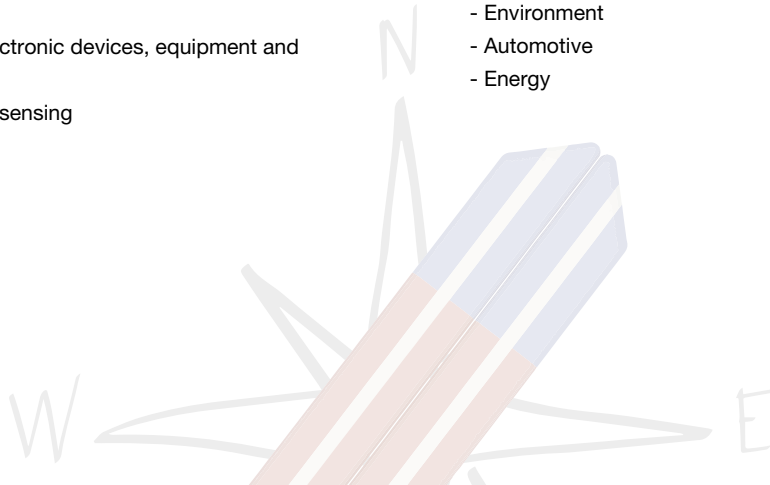 ctronic devices, equipment and
sensing
- Environment
- Automotive
- Energy
N
W
E